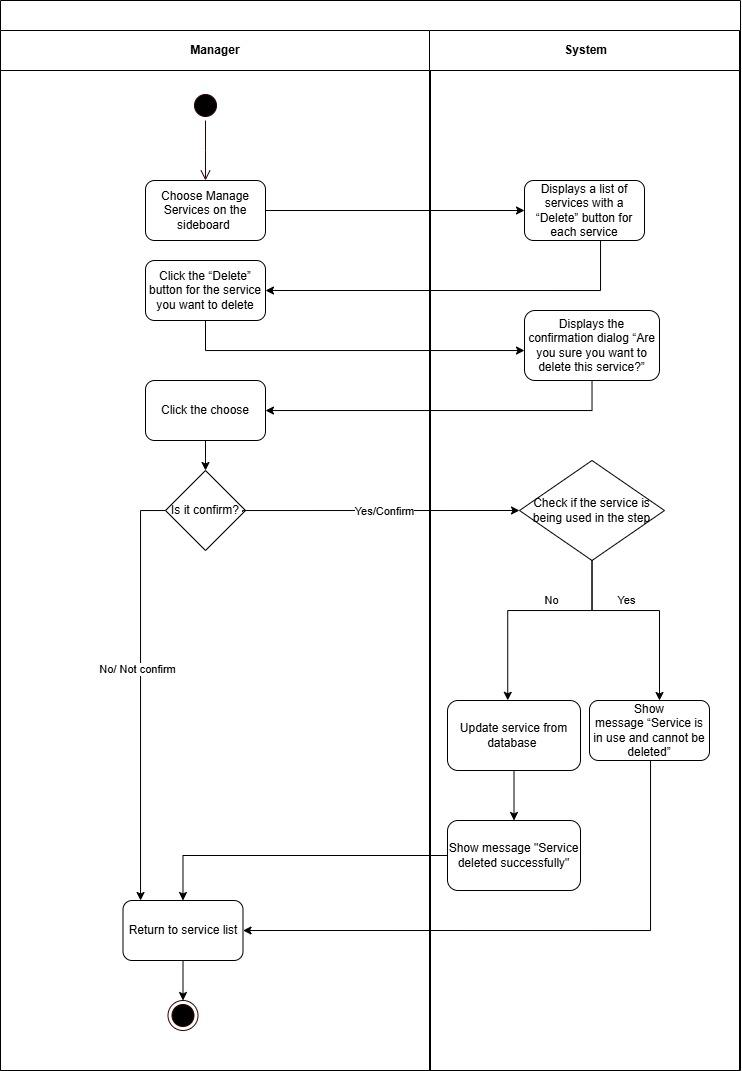 Manager
System
Choose Manage
Services on the
sideboard
Displays a list of
services with a
“Delete” button for
each service
Click the “Delete”
button for the service
you want to delete
Displays the
confirmation dialog “Are
you sure you want to
delete this service?”
Click the choose
Is it confirm?
Yes/Confirm
Check if the service is
being used in the step
No
Yes
No/ Not confirm
Update service from
database
Show
message “Service is
in use and cannot be
deleted”
Show message "Service
deleted successfully"
Return to service list